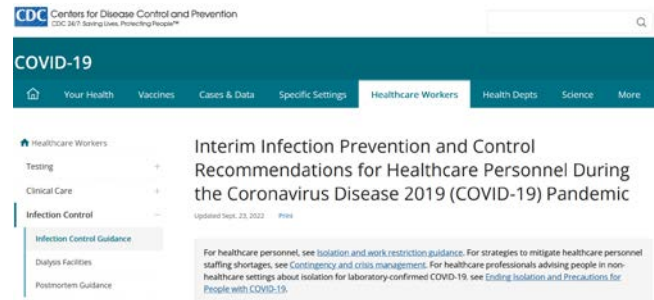 CDC Centers for Disease Control and Prevention
CDC 24/7: Saving Lives, Protecting People™
COVID-19
Your Health Vaccines Cases & Data Specific Settings Healthcare Workers Health Depts Science More
Healthcare Workers
Testing
Clinical Care
Infection Control
Infection Control Guidance
Dialysis Facilities
Postmortem Guidance
Interim Infection Prevention and Control
Recommendations for Healthcare Personnel During
the Coronavirus Disease 2019 (COVID-19) Pandemic
Updated Sept. 23, 2022 Print
For healthcare personnel, see Isolation and work restriction guidance. For strategies to mitigate healthcare personnel
staffing shortages, see Contingency and crisis management. For healthcare professionals advising people in non-
healthcare settings about isolation for laboratory-confirmed COVID-19, see Ending Isolation and Precautions for
People with COVID-19.